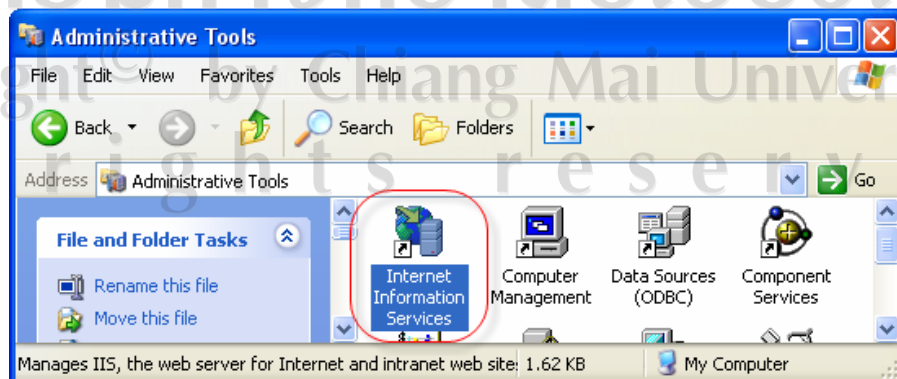 Administrative Tools
File Edit View Favorites Tools Help
ght© by Chiang Mai Univer
Back Search Folders
rights reserv
Address Administrative Tools Go
File and Folder Tasks
Rename this file
Move this file
Internet Information Services
Computer Management
Data Sources (ODBC)
Component Services
Manages IIS, the web server for Internet and intranet web site: 1.62 KB My Computer